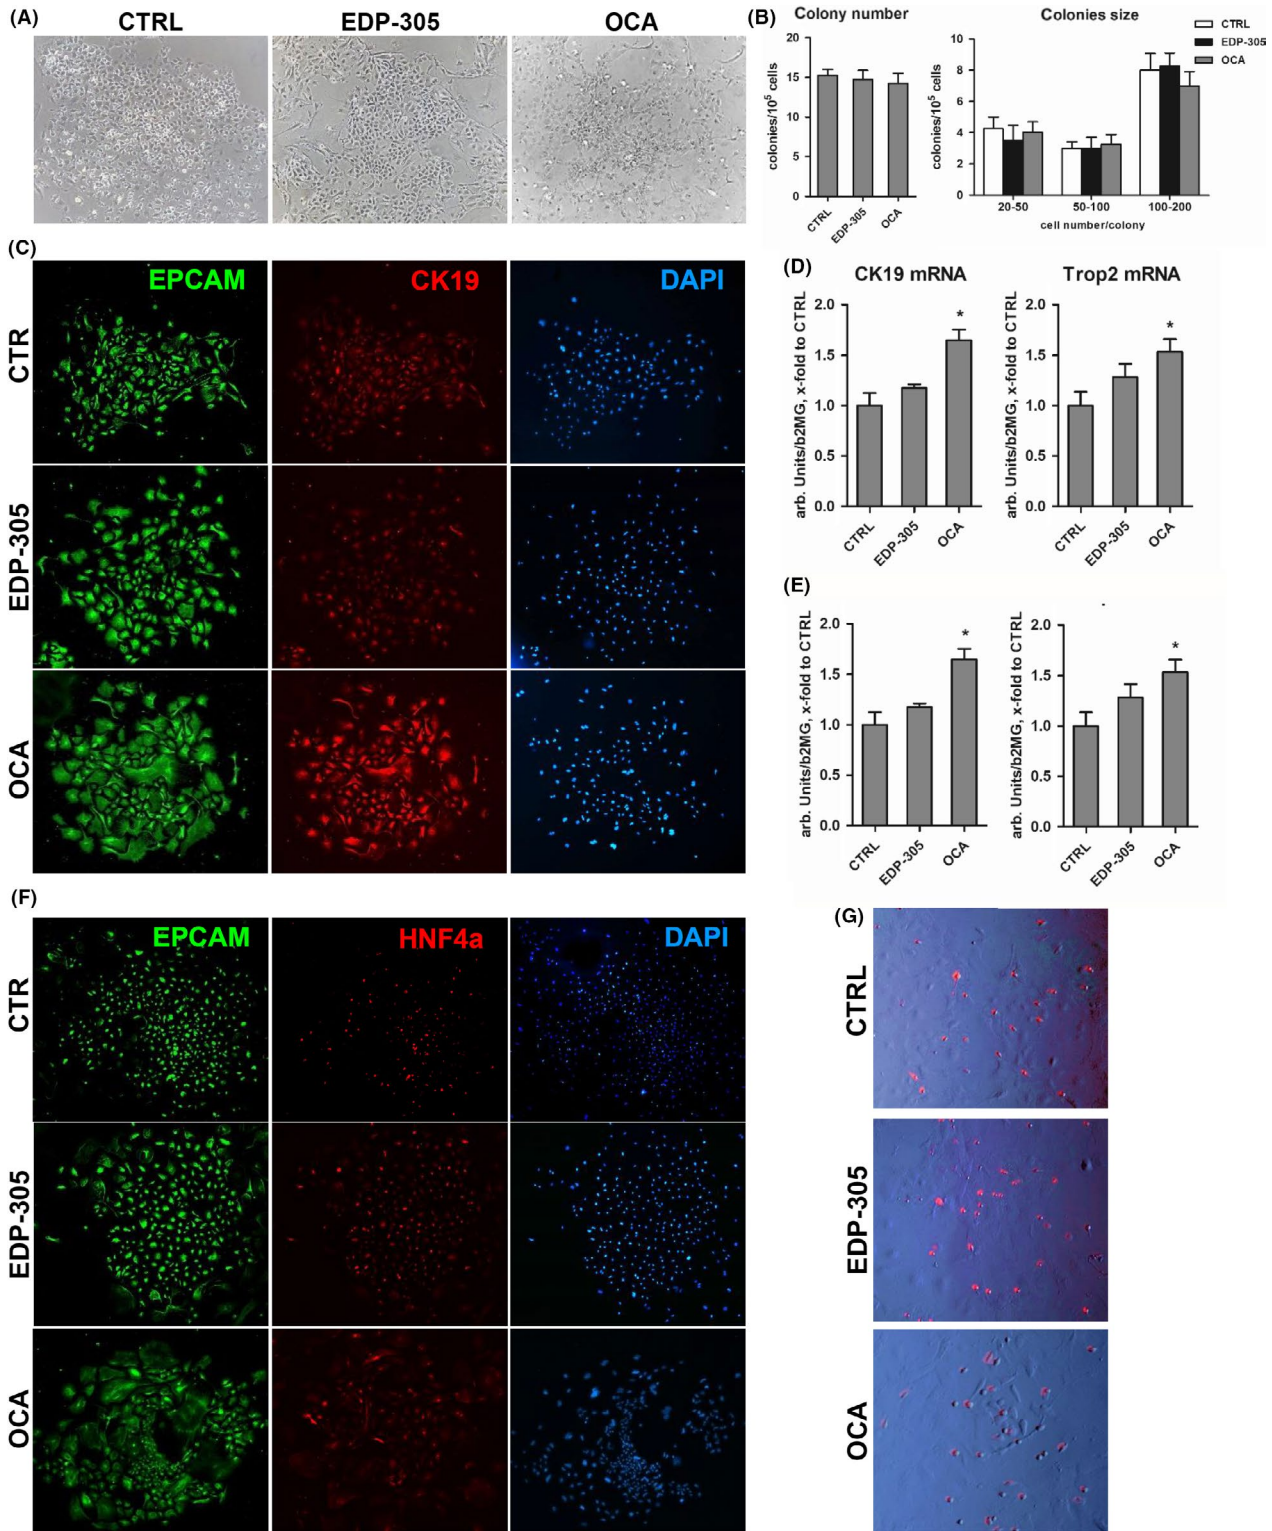 (A)
CTRL
EDP-305
OCA
(B)
Colony number
colonies/10⁵ cells
20
15
10
5
0
CTRL
EDP-305
OCA
Colonies size
colonies/10⁵ cells
10
8
6
4
2
0
20-50
50-100
100-200
cell number/colony
CTRL
EDP-305
OCA
(C)
EPCAM
CK19
DAPI
CTR
EDP-305
OCA
(D)
CK19 mRNA
arb. Units/b2MG, x-fold to CTRL
2.0
1.5
1.0
0.5
0.0
*
CTRL
EDP-305
OCA
Trop2 mRNA
arb. Units/b2MG, x-fold to CTRL
2.0
1.5
1.0
0.5
0.0
*
CTRL
EDP-305
OCA
(E)
arb. Units/b2MG, x-fold to CTRL
2.0
1.5
1.0
0.5
0.0
*
CTRL
EDP-305
OCA
arb. Units/b2MG, x-fold to CTRL
2.0
1.5
1.0
0.5
0.0
*
CTRL
EDP-305
OCA
(F)
EPCAM
HNF4a
DAPI
CTR
EDP-305
OCA
(G)
CTRL
EDP-305
OCA